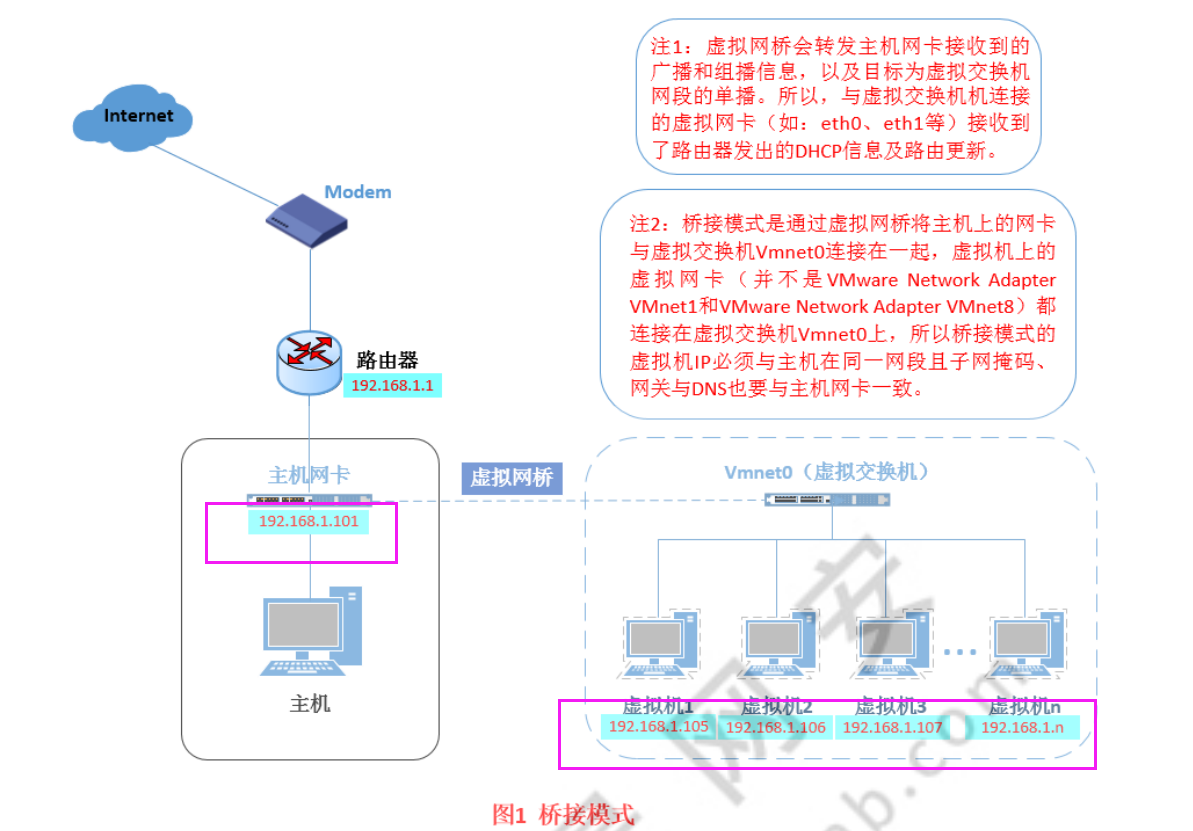 注1：虚拟网桥会转发主机网卡接收到的
广播和组播信息，以及目标为虚拟交换机
网段的单播。所以，与虚拟交换机机连接
的虚拟网卡（如：eth0、eth1等）接收到
了路由器发出的DHCP信息及路由更新。
Internet
Modem
注2：桥接模式是通过虚拟网桥将主机上的网卡
与虚拟交换机Vmnet0连接在一起，虚拟机上的
虚拟网卡（并不是VMware Network Adapter
VMnet1和VMware Network Adapter VMnet8）都
连接在虚拟交换机Vmnet0上，所以桥接模式的
虚拟机IP必须与主机在同一网段且子网掩码、
网关与DNS也要与主机网卡一致。
路由器
192.168.1.1
主机网卡
192.168.1.101
主机
虚拟网桥
Vmnet0（虚拟交换机）
虚拟机1 虚拟机2 虚拟机3 虚拟机n
192.168.1.105 192.168.1.106 192.168.1.107 192.168.1.n
图1 桥接模式
网安
b.com